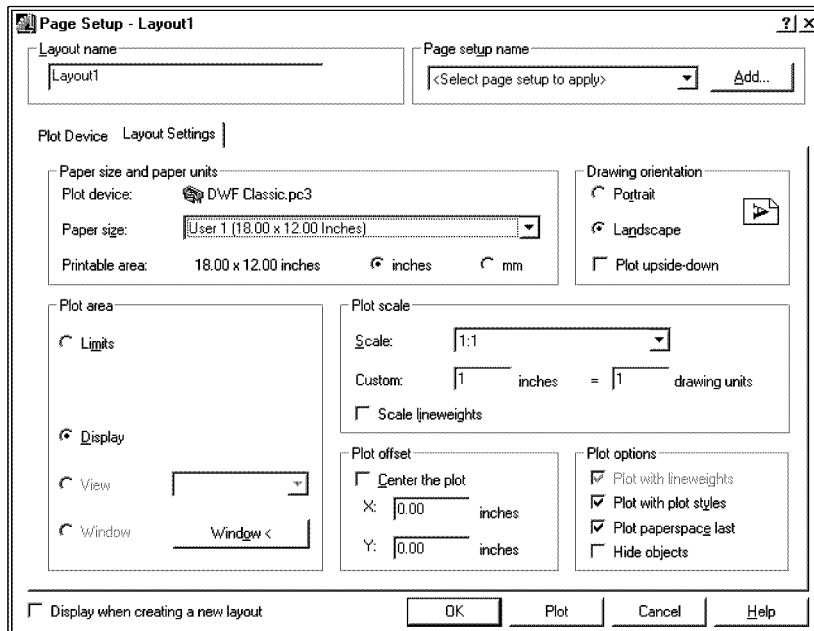 Page Setup - Layout1
Layout name
Layout1
Page setup name
<Select page setup to apply>
Add...
Plot Device
Layout Settings
Paper size and paper units
Plot device: DWF Classic.pc3
Paper size: User 1 (18.00 x 12.00 Inches)
Printable area: 18.00 x 12.00 inches inches mm
Drawing orientation
Portrait
Landscape
Plot upside-down
A
Plot area
Limits
Display
View
Window Window <
Plot scale
Scale: 1:1
Custom: 1 inches = 1 drawing units
Scale lineweights
Plot offset
Center the plot
X: 0.00 inches
Y: 0.00 inches
Plot options
Plot with lineweights
Plot with plot styles
Plot paperspace last
Hide objects
Display when creating a new layout
OK Plot Cancel Help